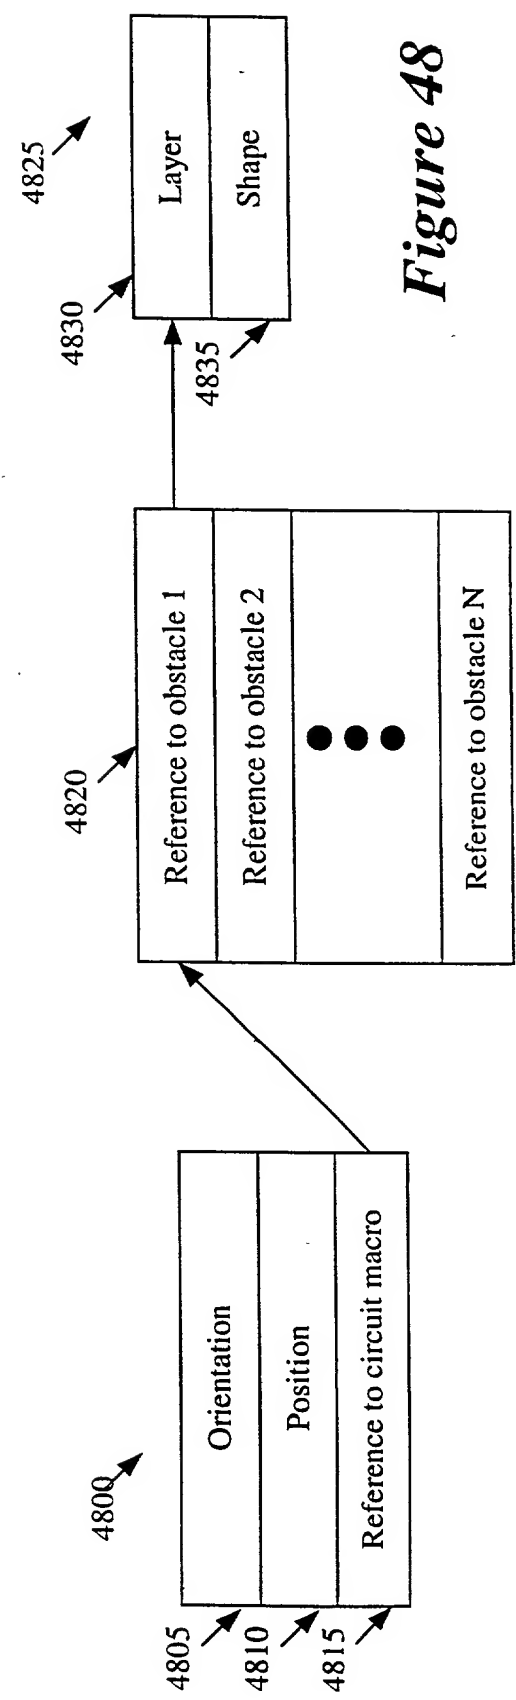 4800
4805
Orientation
4810
Position
4815
Reference to circuit macro
4820
Reference to obstacle 1
Reference to obstacle 2
Reference to obstacle N
4825
4830
Layer
4835
Shape
Figure 48